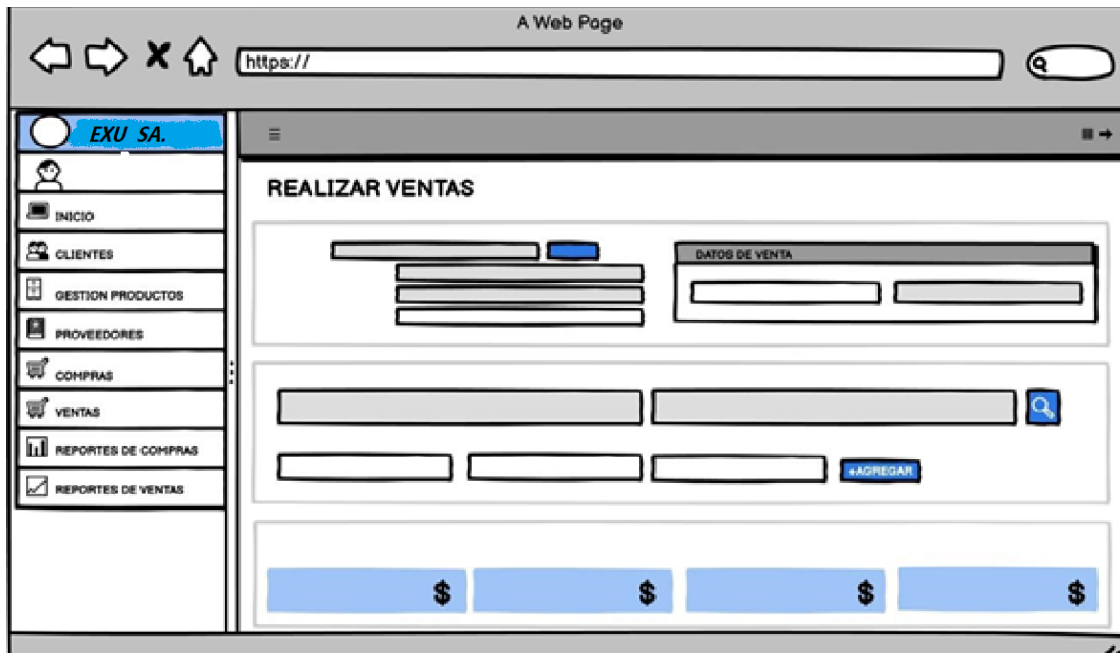 A Web Page
https://
EXU SA.
INICIO
CLIENTES
GESTION PRODUCTOS
PROVEEDORES
COMPRAS
VENTAS
REPORTES DE COMPRAS
REPORTES DE VENTAS
REALIZAR VENTAS
DATOS DE VENTA
+AGREGAR
$ $ $ $